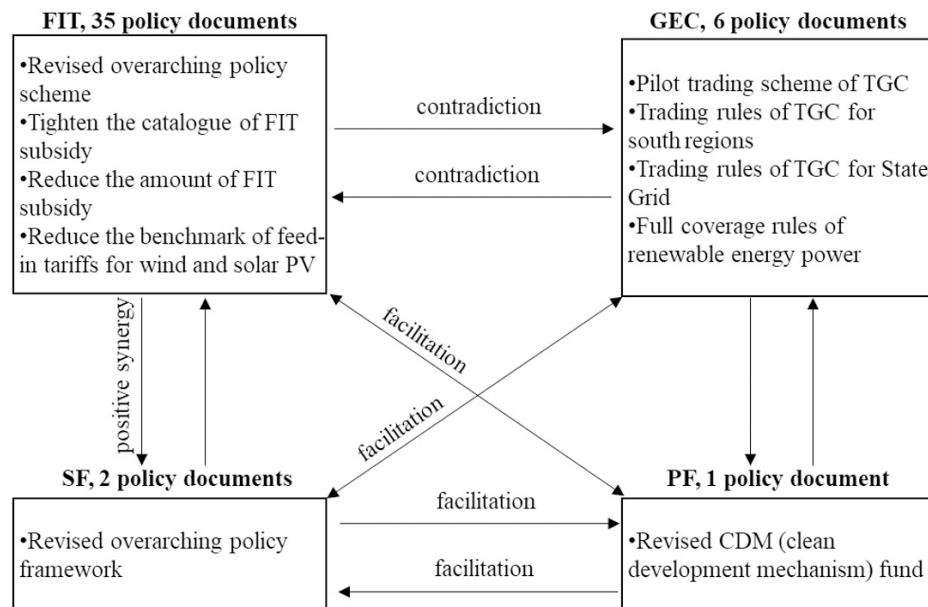 FIT, 35 policy documents
•Revised overarching policy
scheme
•Tighten the catalogue of FIT
subsidy
•Reduce the amount of FIT
subsidy
•Reduce the benchmark of feed-
in tariffs for wind and solar PV
contradiction
contradiction
GEC, 6 policy documents
•Pilot trading scheme of TGC
•Trading rules of TGC for
south regions
•Trading rules of TGC for State
Grid
•Full coverage rules of
renewable energy power
positive synergy
facilitation
facilitation
SF, 2 policy documents
•Revised overarching policy
framework
facilitation
facilitation
PF, 1 policy document
•Revised CDM (clean
development mechanism) fund